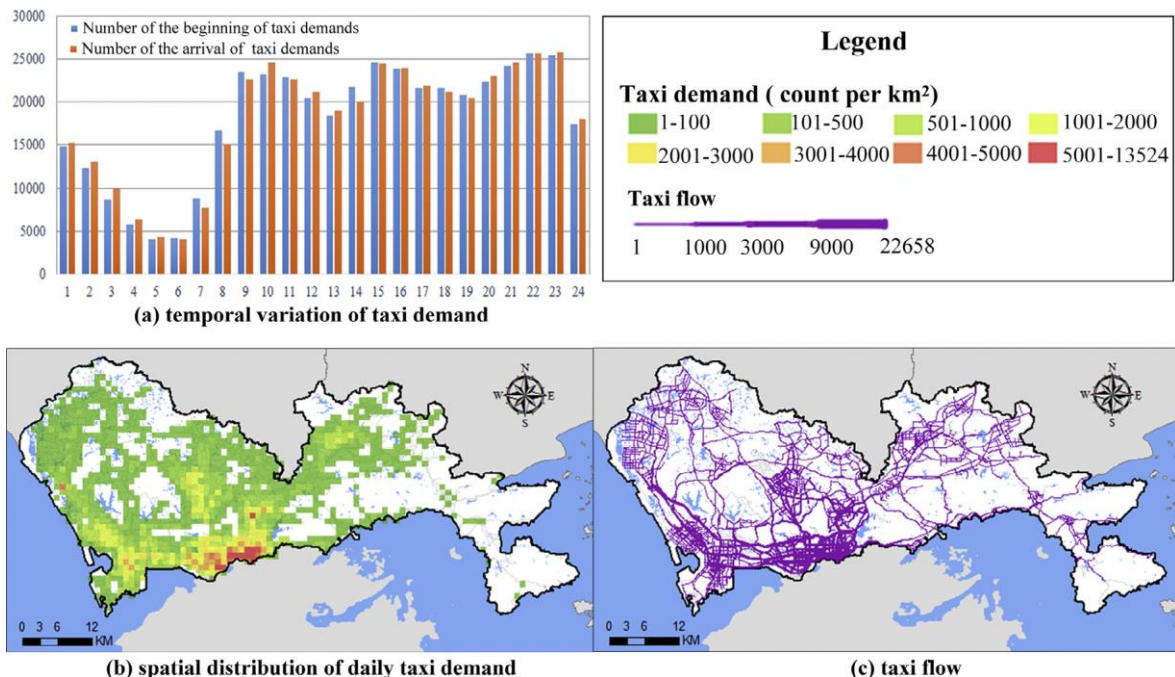 30000
Number of the beginning of taxi demands
Number of the arrival of taxi demands
25000
20000
15000
10000
5000
0
1 2 3 4 5 6 7 8 9 10 11 12 13 14 15 16 17 18 19 20 21 22 23 24
(a) temporal variation of taxi demand
Legend
Taxi demand ( count per km²)
1-100 101-500 501-1000 1001-2000
2001-3000 3001-4000 4001-5000 5001-13524
Taxi flow
1 1000 3000 9000 22658
N
W E
S
0 3 6 12
KM
(b) spatial distribution of daily taxi demand
N
W E
S
0 3 6 12
KM
(c) taxi flow